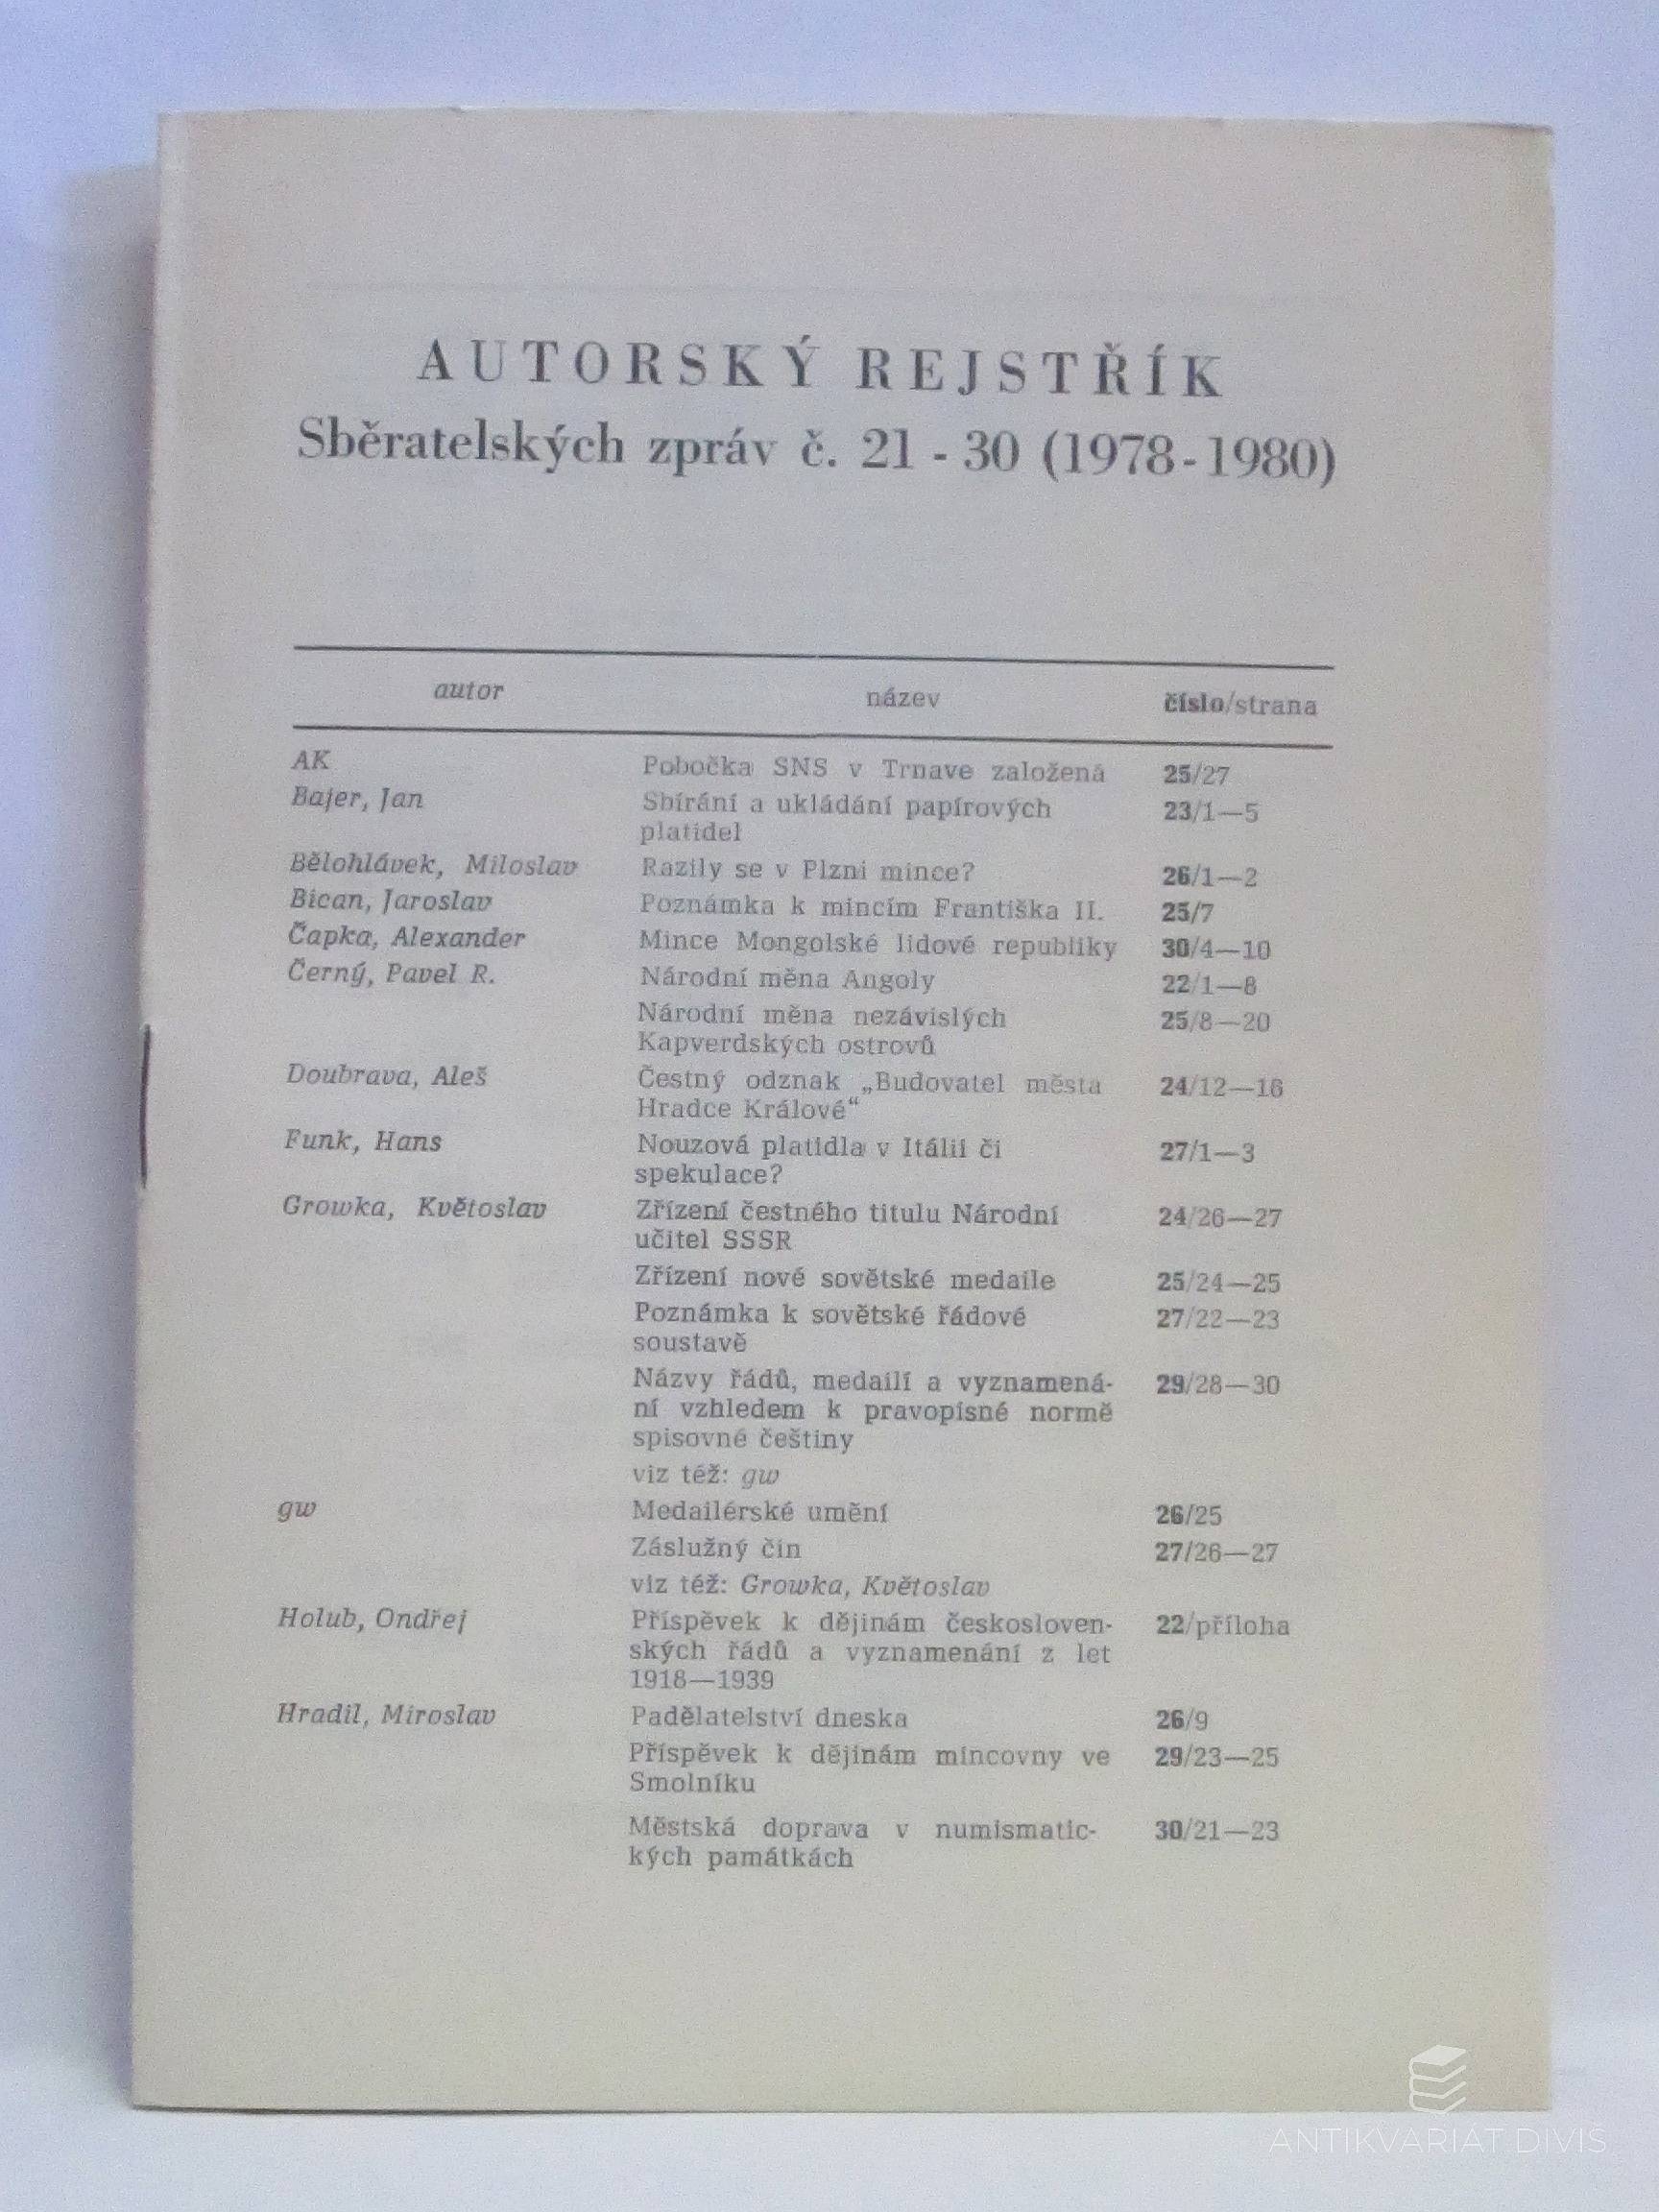 AUTORSKÝ REJSTŘÍK
Sběratelských zpráv č. 21 - 30 (1978-1980)
autor název číslo/strana
AK Pobočka SNS v Trnave založená 25/27
Bajer, Jan Sbírání a ukládání papírových 23/1—5
platidel
Bělohlávek, Miloslav Razily se v Plzni mince? 26/1—2
Bican, Jaroslav Poznámka k mincím Františka II. 25/7
Čapka, Alexander Mince Mongolské lidové republiky 30/4—10
Černý, Pavel R. Národní měna Angoly 22/1—8
Národní měna nezávislých 25/8—20
Kapverdských ostrovů
Doubrava, Aleš Čestný odznak „Budovatel města 24/12—16
Hradce Králové“
Funk, Hans Nouzová platidla v Itálii či 27/1—3
spekulace?
Growka, Květoslav Zřízení čestného titulu Národní 24/26—27
učitel SSSR
Zřízení nové sovětské medaile 25/24—25
Poznámka k sovětské řádové 27/22—23
soustavě
Názvy řádů, medailí a vyznamená- 29/28—30
ní vzhledem k pravopisné normě
spisovné češtiny
viz též: gw
gw Medailérské umění 26/25
Záslužný čin 27/26—27
viz též: Growka, Květoslav
Holub, Ondřej Příspěvek k dějinám českosloven- 22/příloha
ských řádů a vyznamenání z let
1918—1939
Hradil, Miroslav Padělatelství dneska 26/9
Příspěvek k dějinám mincovny ve 29/23—25
Smolníku
Městská doprava v numismatic- 30/21—23
kých památkách
ANTIKVARIAT DIVIŠ